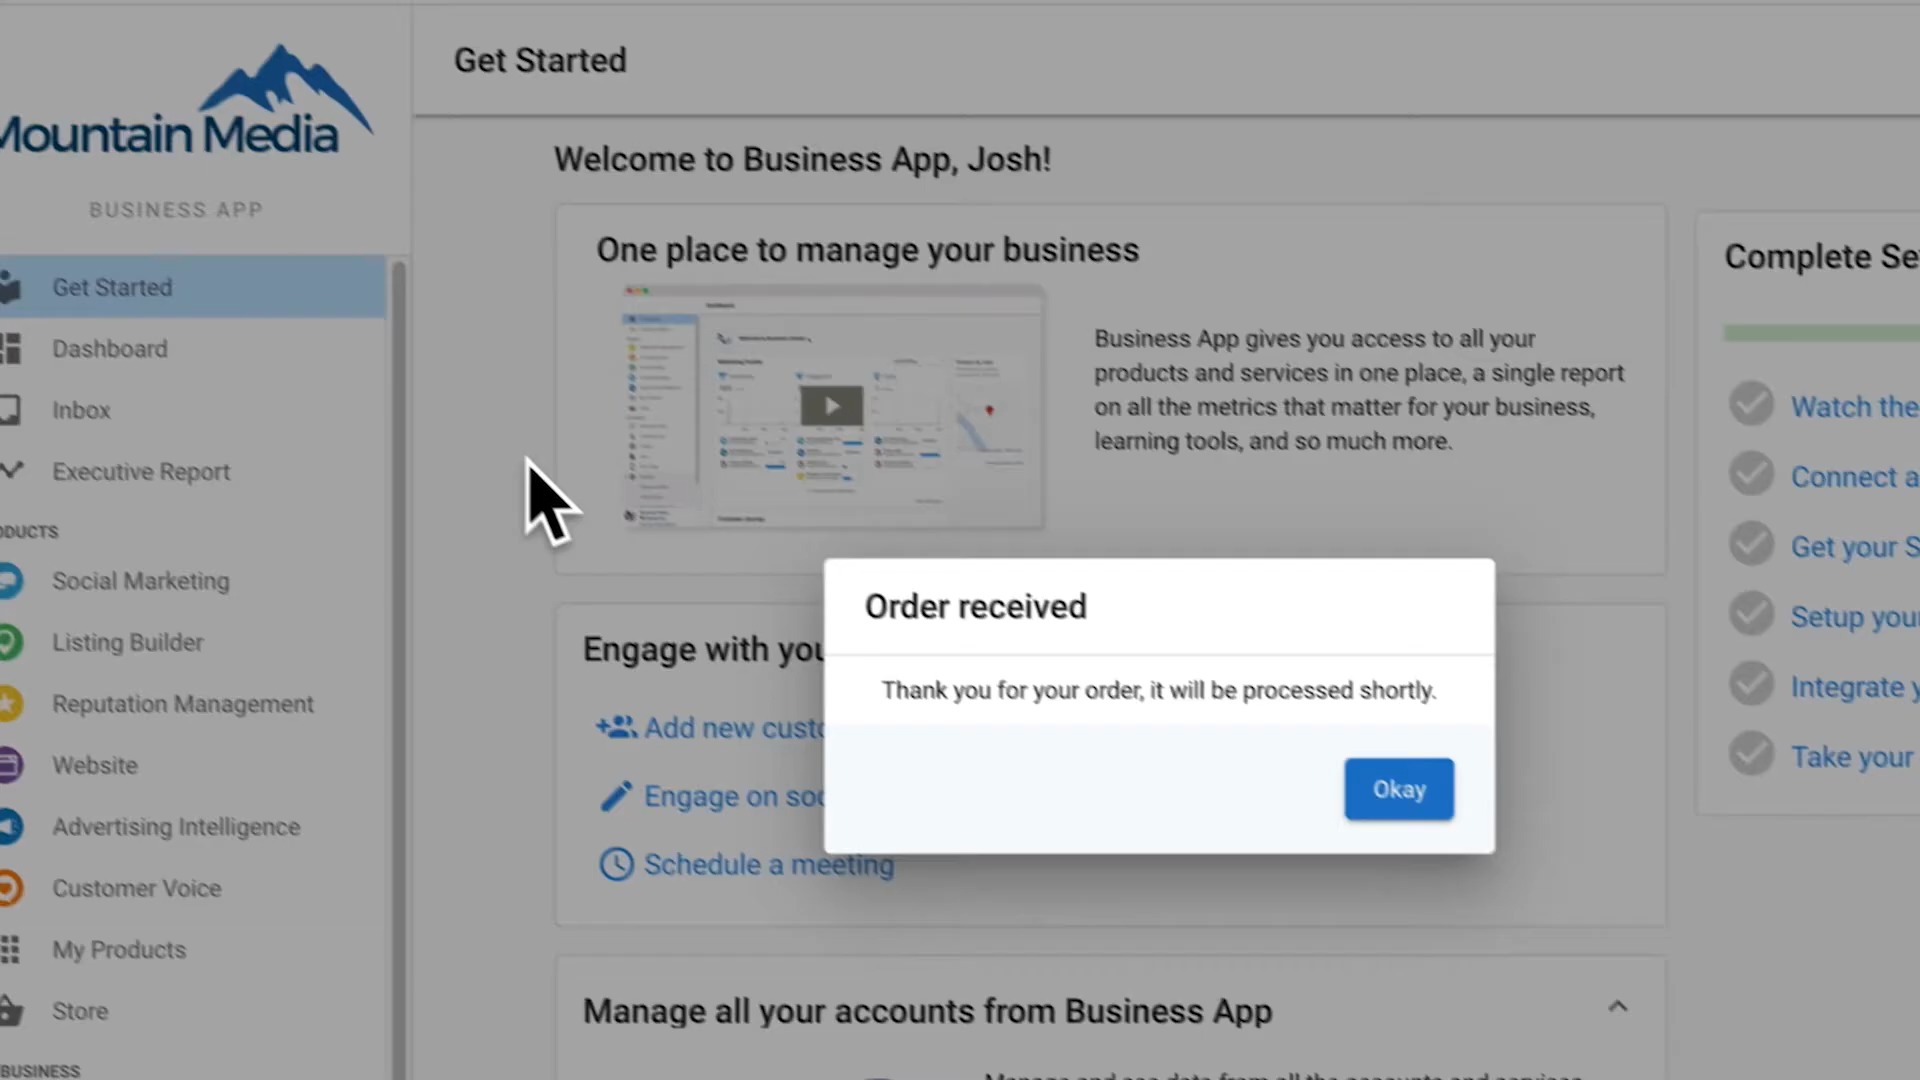 Mountain Media
BUSINESS APP
Get Started
Dashboard
Inbox
Executive Report
ODUCTS
Social Marketing
Listing Builder
Reputation Management
Website
Advertising Intelligence
Customer Voice
My Products
Store
BUSINESS
Get Started
Welcome to Business App, Josh!
One place to manage your business
Business App gives you access to all your
products and services in one place, a single report
on all the metrics that matter for your business,
learning tools, and so much more.
Engage with you
Add new custo
Engage on soc
Schedule a meeting
Order received
Thank you for your order, it will be processed shortly.
Okay
Manage all your accounts from Business App
Complete Se
Watch the
Connect a
Get your S
Setup your
Integrate y
Take your